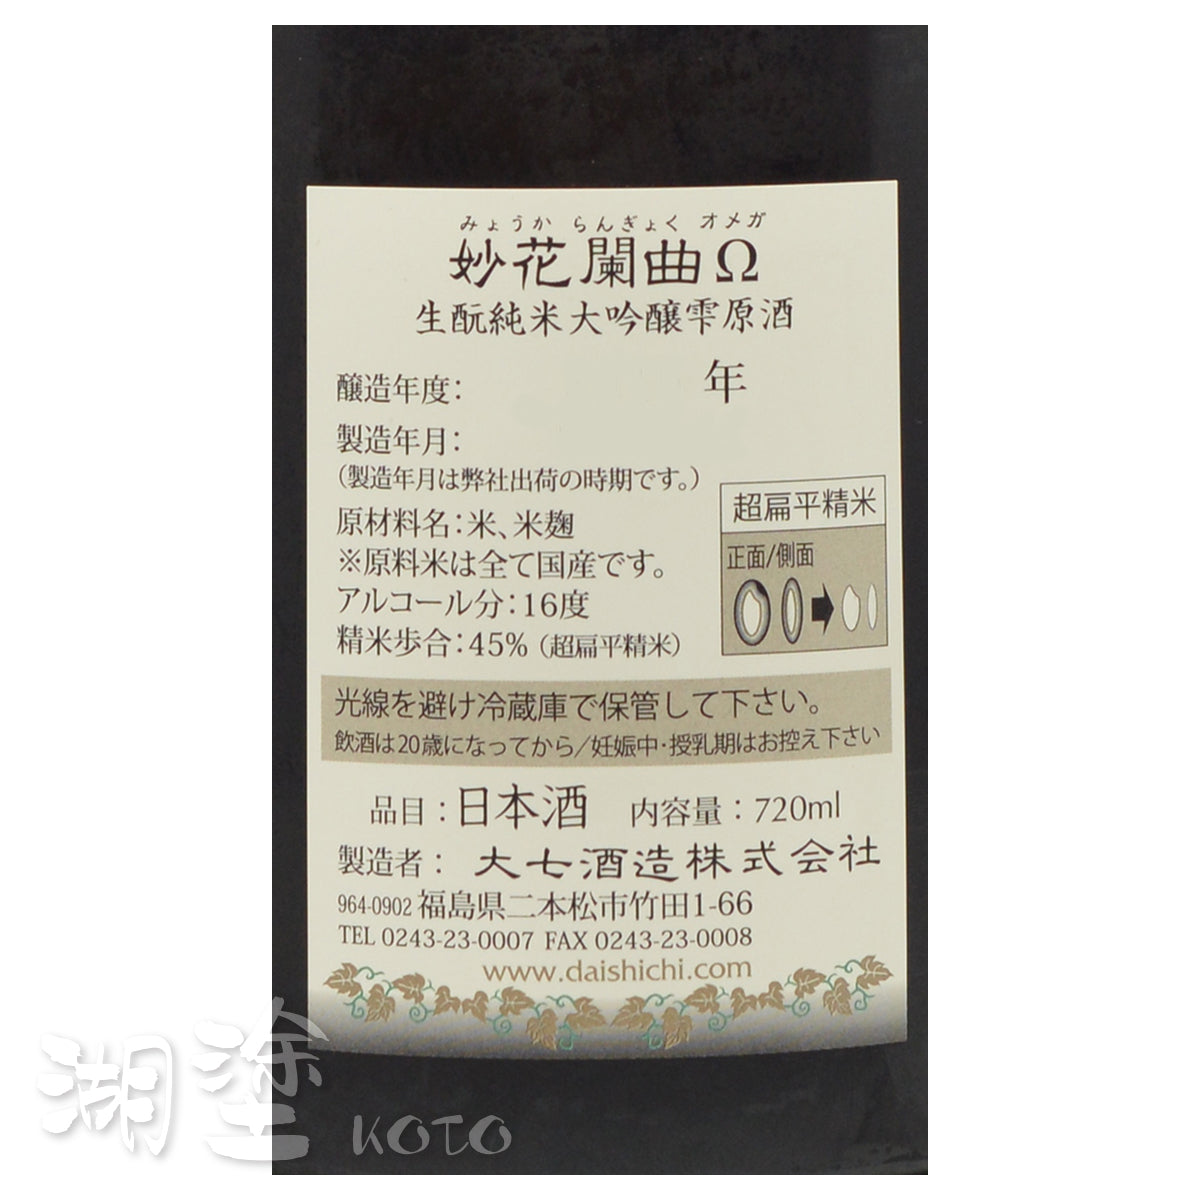 みょうか らんぎょく オメガ
妙花闌曲Ω
生酛純米大吟醸雫原酒
醸造年度: 年
製造年月:
(製造年月は弊社出荷の時期です。)
原材料名:米、米麹
※原料米は全て国産です。
アルコール分:16度
精米歩合:45% (超扁平精米)
超扁平精米
正面/側面
光線を避け冷蔵庫で保管して下さい。
飲酒は20歳になってから/妊娠中・授乳期はお控え下さい
品目:日本酒 内容量:720ml
製造者:大七酒造株式会社
964-0902 福島県二本松市竹田1-66
TEL 0243-23-0007 FAX 0243-23-0008
www.daishichi.com
湖塗 KOTO